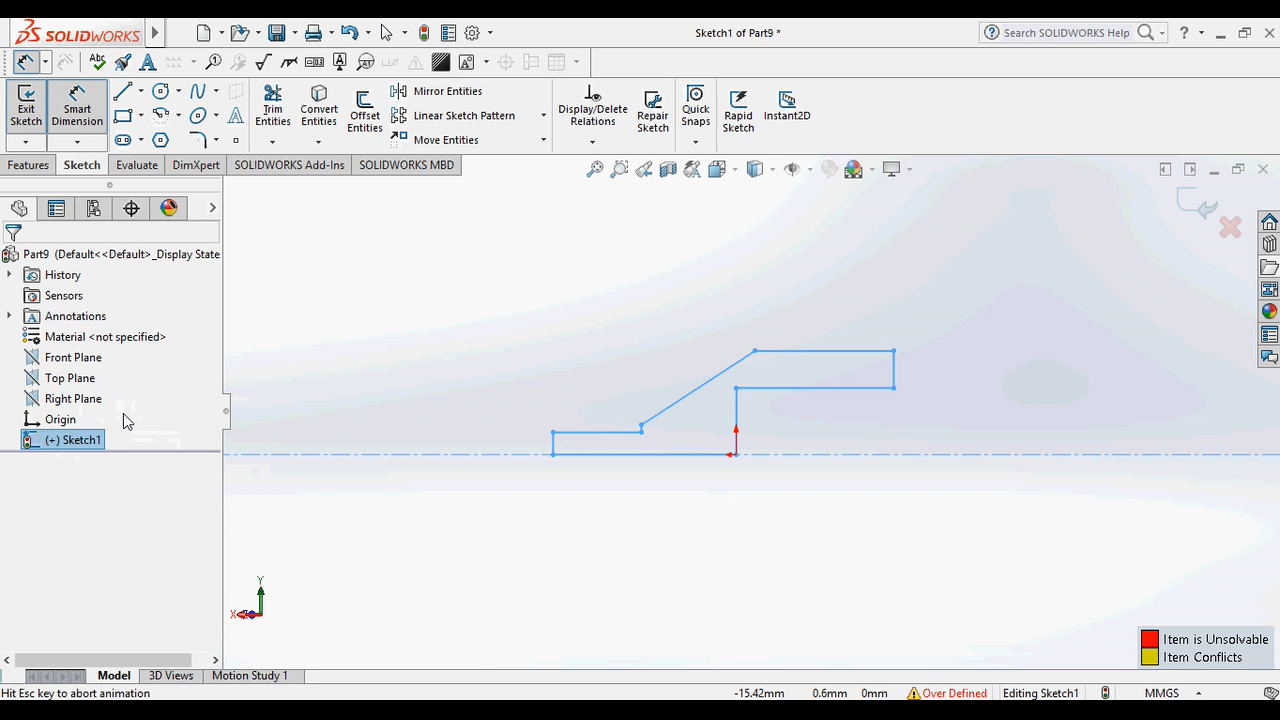 SOLIDWORKS
Sketch1 of Part9 *
Search SOLIDWORKS Help
Exit Sketch
Smart Dimension
Trim Entities
Convert Entities
Offset Entities
Mirror Entities
Linear Sketch Pattern
Move Entities
Display/Delete Relations
Repair Sketch
Quick Snaps
Rapid Sketch
Instant2D
Features Sketch Evaluate DimXpert SOLIDWORKS Add-Ins SOLIDWORKS MBD
Part9 (Default<<Default>_Display State
History
Sensors
Annotations
Material <not specified>
Front Plane
Top Plane
Right Plane
Origin
(+) Sketch1
Y
X
Item is Unsolvable
Item Conflicts
Model 3D Views Motion Study 1
Hit Esc key to abort animation -15.42mm 0.6mm 0mm Over Defined Editing Sketch1 MMGS